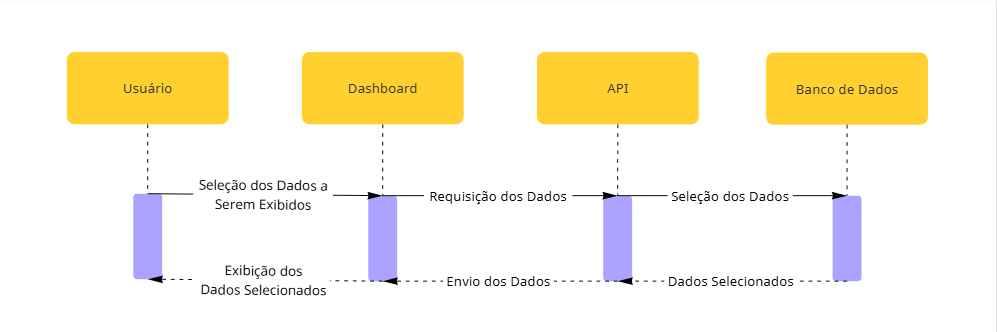 Usuário
Dashboard
API
Banco de Dados
Seleção dos Dados a
Serem Exibidos
Requisição dos Dados
Seleção dos Dados
Exibição dos
Dados Selecionados
Envio dos Dados
Dados Selecionados